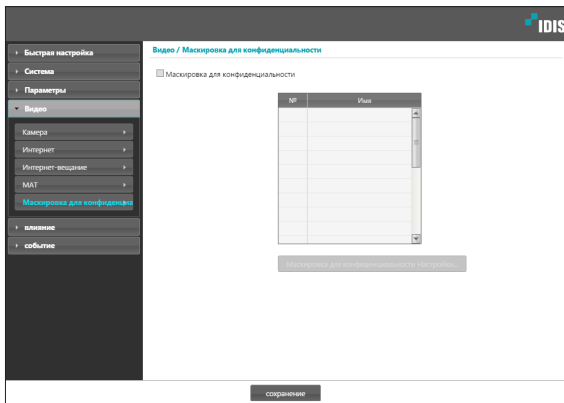 IDIS
Быстрая настройка
Система
Параметры
Видео
Камера
Интернет
Интернет-вещание
МАТ
Маскировка для конфиденциа
влияние
событие
Видео / Маскировка для конфиденциальности
Маскировка для конфиденциальности
№ Имя
Маскировка для конфиденциальности Настройки...
сохранение